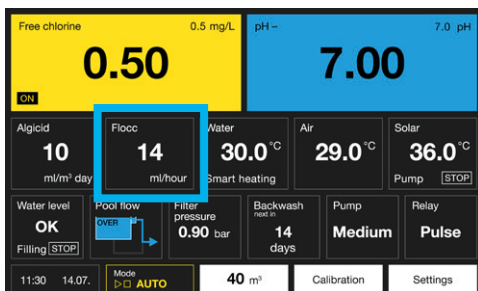 Free chlorine 0.5 mg/L
0.50
ON
pH – 7.0 pH
7.00
Algicid
10
ml/m³ day
Flocc
14
ml/hour
Water
30.0 °C
Smart heating
Air
29.0 °C
Solar
36.0 °C
Pump STOP
Water level
OK
Filling STOP
Pool flow
OVER
Filter
pressure
0.90 bar
Backwash
next in
14
days
Pump
Medium
Relay
Pulse
11:30 14.07.
Mode
AUTO
40 m³
Calibration
Settings